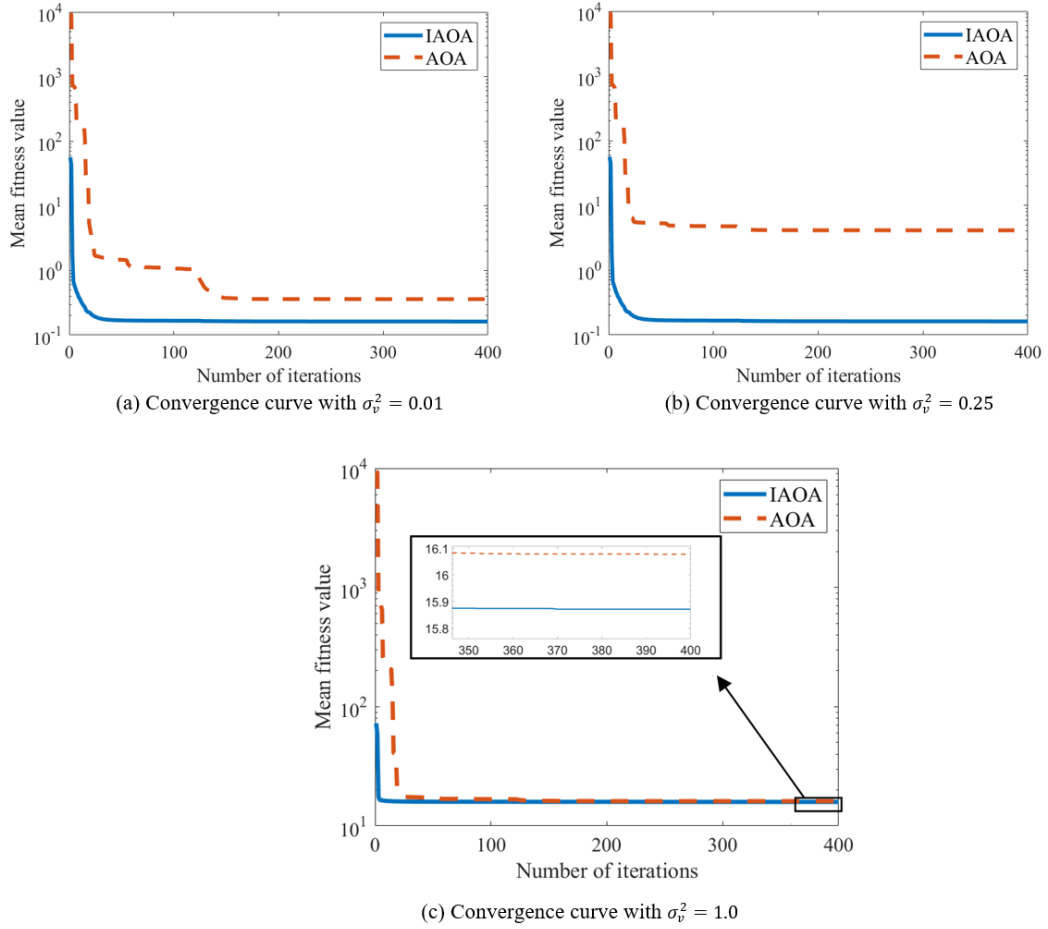 10^4
10^3
10^2
10^1
10^0
10^-1
Mean fitness value
IAOA
AOA
0 100 200 300 400
Number of iterations
(a) Convergence curve with σ_v^2 = 0.01
10^4
10^3
10^2
10^1
10^0
10^-1
Mean fitness value
IAOA
AOA
0 100 200 300 400
Number of iterations
(b) Convergence curve with σ_v^2 = 0.25
10^4
10^3
10^2
10^1
Mean fitness value
IAOA
AOA
16.1
16
15.9
15.8
350 360 370 380 390 400
0 100 200 300 400
Number of iterations
(c) Convergence curve with σ_v^2 = 1.0